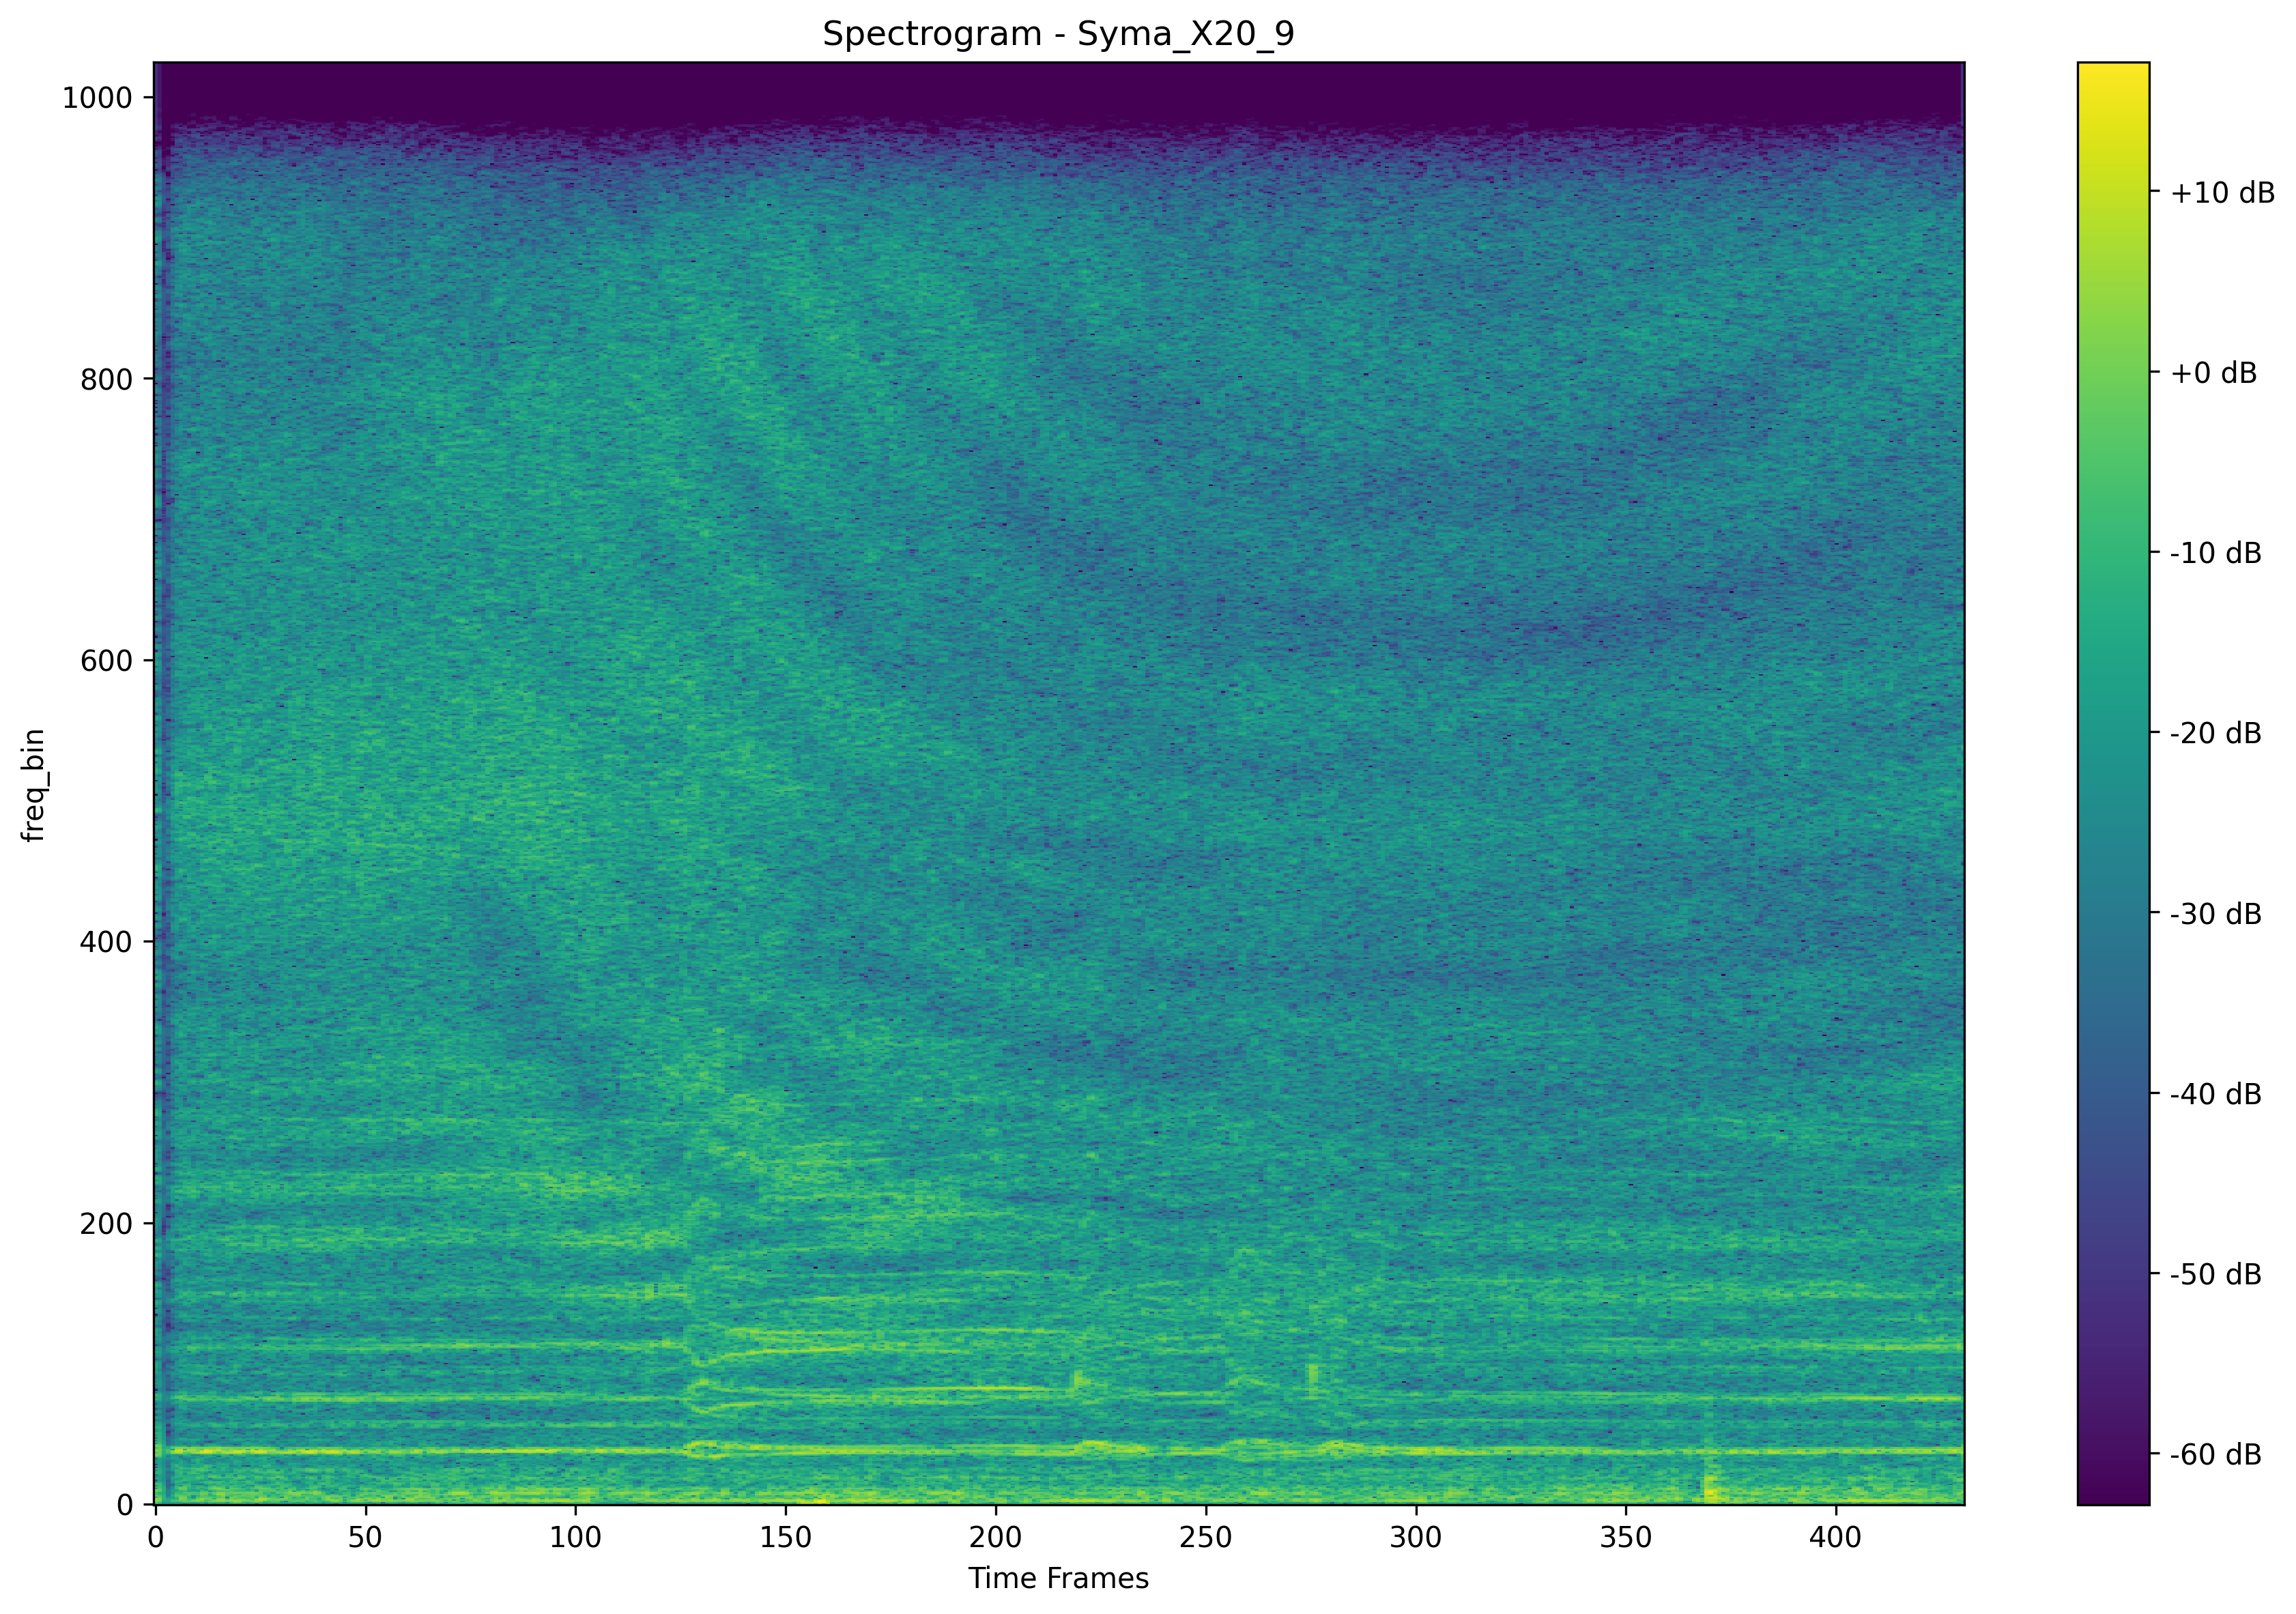 Spectrogram - Syma_X20_9
1000
800
600
400
200
0
freq_bin
0 50 100 150 200 250 300 350 400
Time Frames
+10 dB
+0 dB
-10 dB
-20 dB
-30 dB
-40 dB
-50 dB
-60 dB